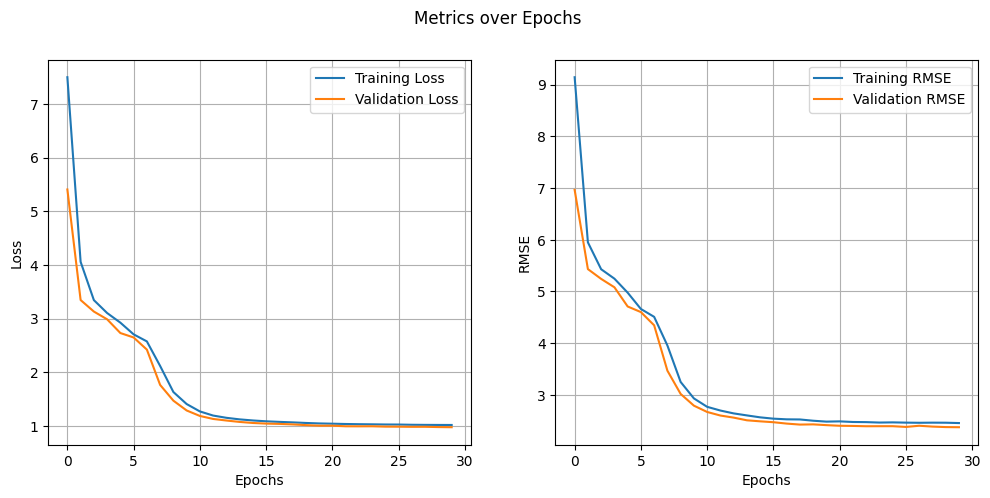 Metrics over Epochs
Training Loss
Validation Loss
7
6
5
4
3
2
1
Loss
0 5 10 15 20 25 30
Epochs
Training RMSE
Validation RMSE
9
8
7
6
5
4
3
RMSE
0 5 10 15 20 25 30
Epochs